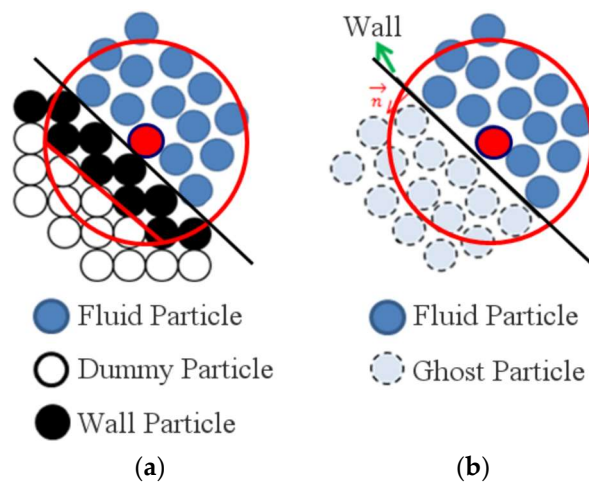 Wall
n
Fluid Particle
Dummy Particle
Wall Particle
Fluid Particle
Ghost Particle
(a)
(b)